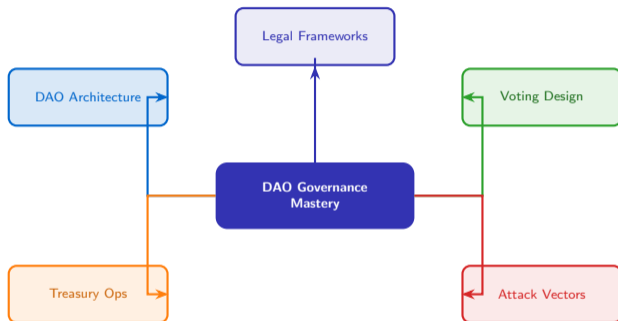 Legal Frameworks
DAO Architecture
Voting Design
DAO Governance
Mastery
Treasury Ops
Attack Vectors